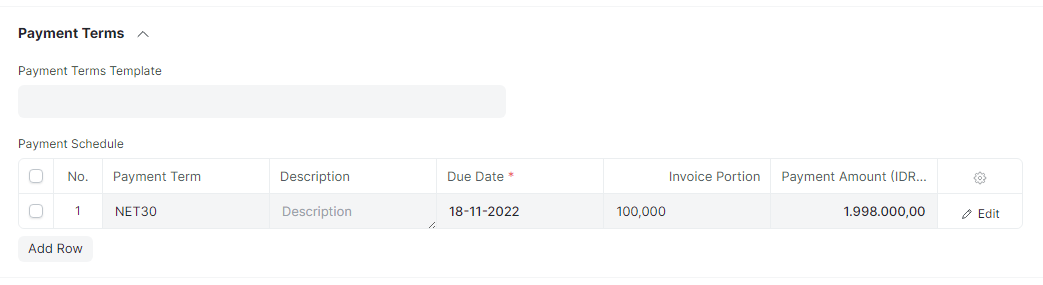 Payment Terms
Payment Terms Template
Payment Schedule
No. Payment Term Description Due Date * Invoice Portion Payment Amount (IDR...
1 NET30 Description 18-11-2022 100,000 1.998.000,00 Edit
Add Row